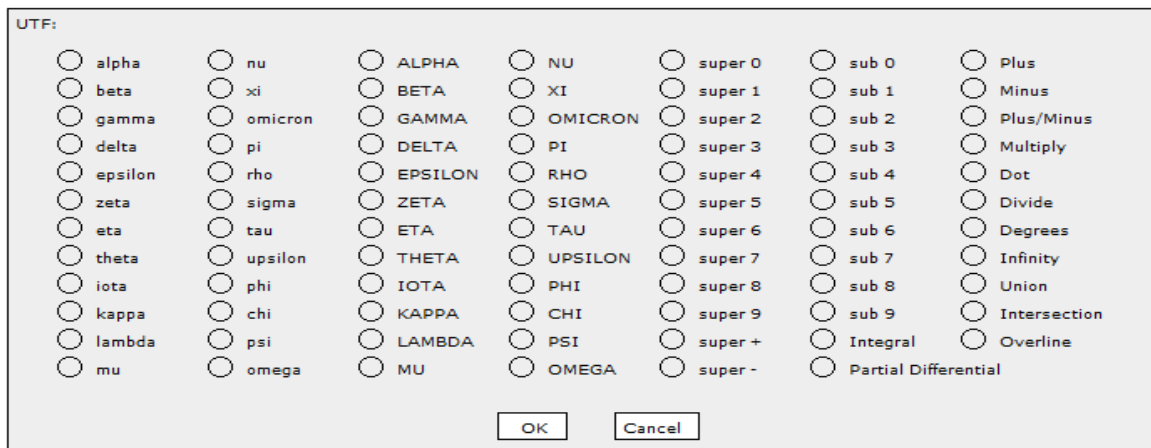 UTF:
alpha nu ALPHA NU super 0 sub 0 Plus
beta xi BETA XI super 1 sub 1 Minus
gamma omicron GAMMA OMICRON super 2 sub 2 Plus/Minus
delta pi DELTA PI super 3 sub 3 Multiply
epsilon rho EPSILON RHO super 4 sub 4 Dot
zeta sigma ZETA SIGMA super 5 sub 5 Divide
eta tau ETA TAU super 6 sub 6 Degrees
theta upsilon THETA UPSILON super 7 sub 7 Infinity
iota phi IOTA PHI super 8 sub 8 Union
kappa chi KAPPA CHI super 9 sub 9 Intersection
lambda psi LAMBDA PSI super + Integral Overline
mu omega MU OMEGA super - Partial Differential
OK Cancel